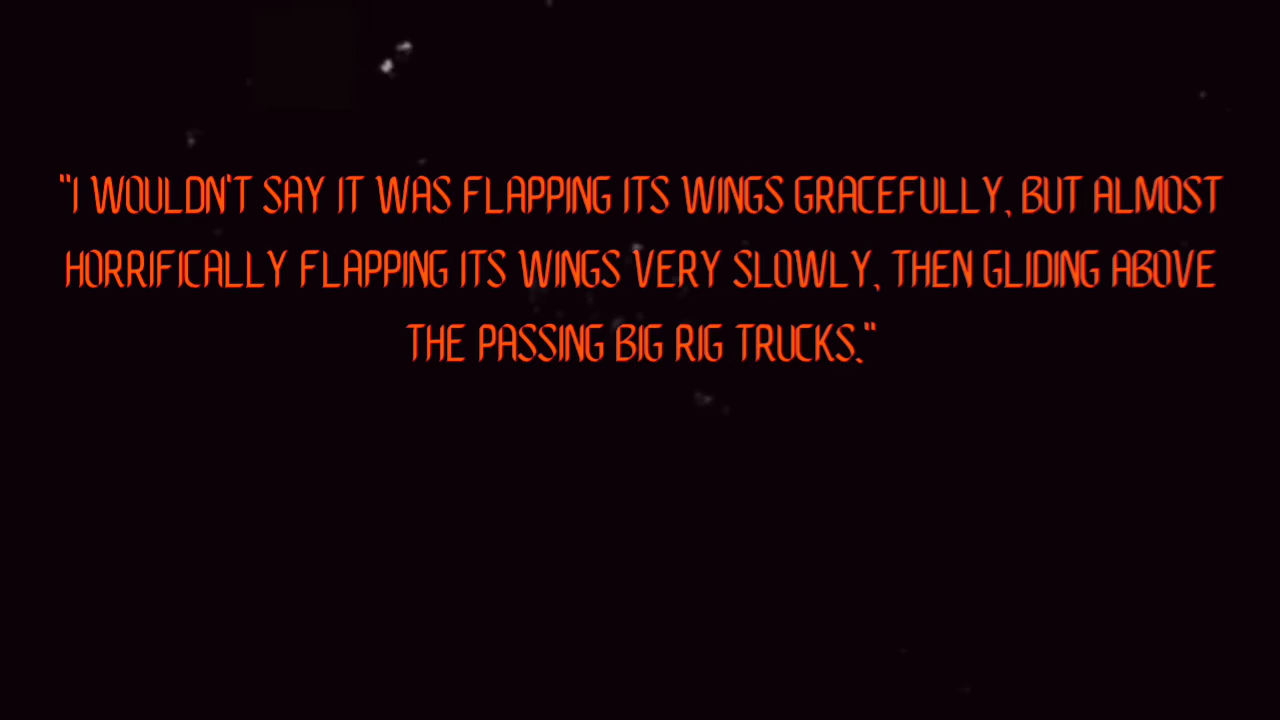 "I WOULDN'T SAY IT WAS FLAPPING ITS WINGS GRACEFULLY, BUT ALMOST
HORRIFICALLY FLAPPING ITS WINGS VERY SLOWLY, THEN GLIDING ABOVE
THE PASSING BIG RIG TRUCKS."